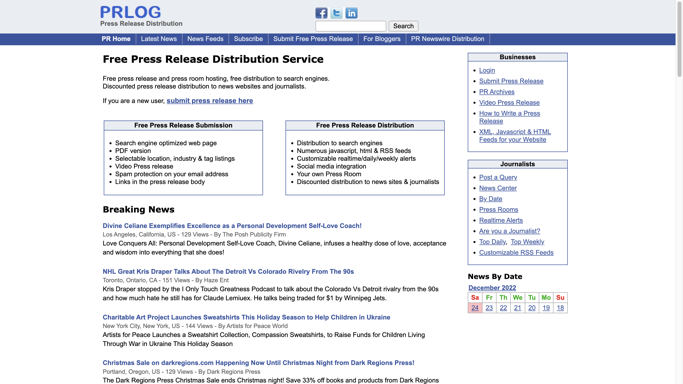 PRLOG
Press Release Distribution
Search
PR Home
Latest News
News Feeds
Subscribe
Submit Free Press Release
For Bloggers
PR Newswire Distribution
Free Press Release Distribution Service
Free press release and press room hosting, free distribution to search engines.
Discounted press release distribution to news websites and journalists.
If you are a new user, submit press release here
Free Press Release Submission
Search engine optimized web page
PDF version
Selectable location, industry & tag listings
Video Press release
Spam protection on your email address
Links in the press release body
Free Press Release Distribution
Distribution to search engines
Numerous javascript, html & RSS feeds
Customizable realtime/daily/weekly alerts
Social media integration
Your own Press Room
Discounted distribution to news sites & journalists
Breaking News
Divine Celiane Exemplifies Excellence as a Personal Development Self-Love Coach!
Los Angeles, California, US - 129 Views - By The Posh Publicity Firm
Love Conquers All: Personal Development Self-Love Coach, Divine Celiane, infuses a healthy dose of love, acceptance
and wisdom into everything that she does!
NHL Great Kris Draper Talks About The Detroit Vs Colorado Rivelry From The 90s
Toronto, Ontario, CA - 151 Views - By Haze Ent
Kris Draper stopped by the I Only Touch Greatness Podcast to talk about the Colorado Vs Detroit rivalry from the 90s
and how much hate he still has for Claude Lemiuex. He talks being traded for $1 by Winnipeg Jets.
Charitable Art Project Launches Sweatshirts This Holiday Season to Help Children in Ukraine
New York City, New York, US - 144 Views - By Artists for Peace World
Artists for Peace Launches a Sweatshirt Collection, Compassion Sweatshirts, to Raise Funds for Children Living
Through War in Ukraine This Holiday Season
Christmas Sale on darkregions.com Happening Now Until Christmas Night from Dark Regions Press!
Portland, Oregon, US - 129 Views - By Dark Regions Press
The Dark Regions Press Christmas Sale ends Christmas night! Save 33% off books and products from Dark Regions
Businesses
Login
Submit Press Release
PR Archives
Video Press Release
How to Write a Press
Release
XML, Javascript & HTML
Feeds for your Website
Journalists
Post a Query
News Center
By Date
Press Rooms
Realtime Alerts
Are you a Journalist?
Top Daily, Top Weekly
Customizable RSS Feeds
News By Date
December 2022
Sa Fr Th We Tu Mo Su
24 23 22 21 20 19 18